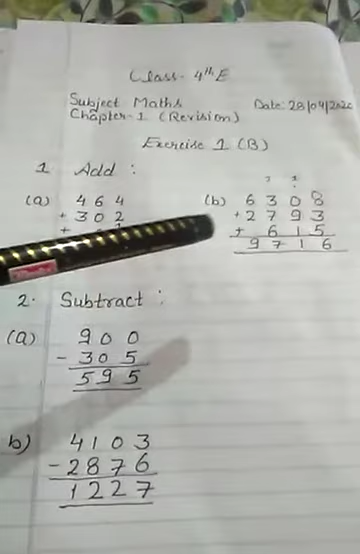 Class- 4th E
Subject Maths Date: 28/04/202
Chapter-1 (Revision)
Exercise 1 (B)
1 Add :
(a) 4 6 4
+ 3 0 2
+
(b) 6 3 0 8
+ 2 7 9 3
+ 6 1 5
9 7 1 6
2. Subtract :
(a) 9 0 0
- 3 0 5
5 9 5
b) 4 1 0 3
- 2 8 7 6
1 2 2 7